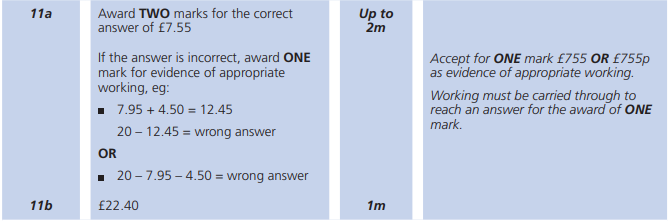 11a
Award TWO marks for the correct
answer of £7.55
Up to
2m
If the answer is incorrect, award ONE
mark for evidence of appropriate
working, eg:
■ 7.95 + 4.50 = 12.45
20 – 12.45 = wrong answer
OR
■ 20 – 7.95 – 4.50 = wrong answer
Accept for ONE mark £755 OR £755p
as evidence of appropriate working.
Working must be carried through to
reach an answer for the award of ONE
mark.
11b
£22.40
1m